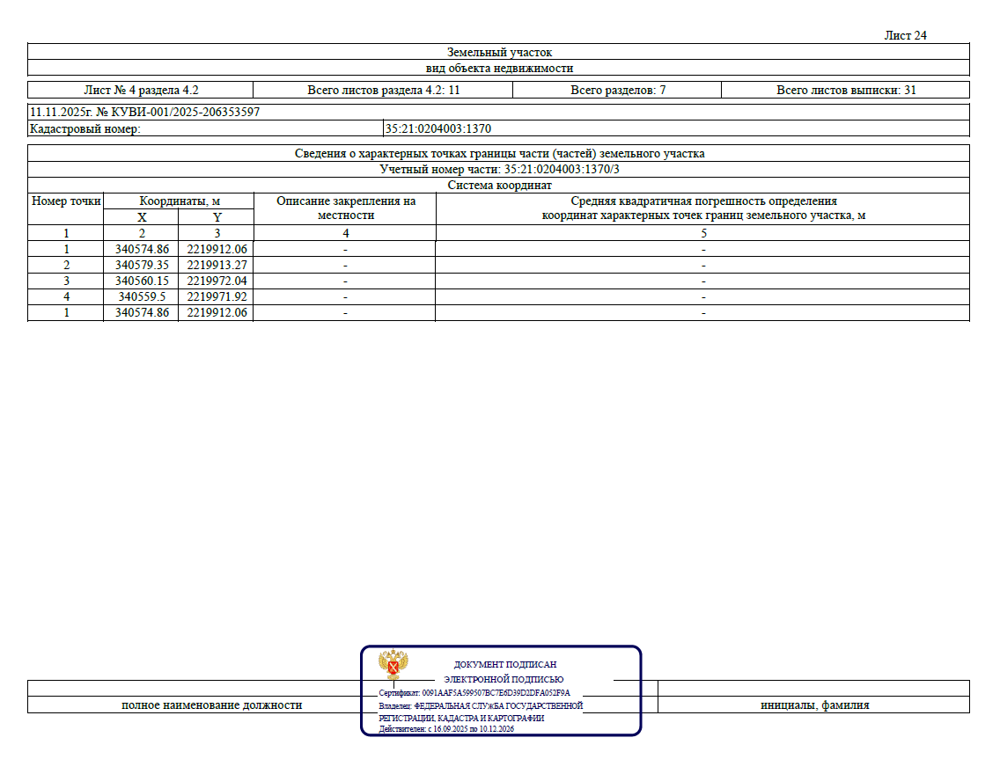 Лист 24
Земельный участок
вид объекта недвижимости
Лист № 4 раздела 4.2 Всего листов раздела 4.2: 11 Всего разделов: 7 Всего листов выписки: 31
11.11.2025г. № КУВИ-001/2025-206353597
Кадастровый номер: 35:21:0204003:1370
Сведения о характерных точках границы части (частей) земельного участка
Учетный номер части: 35:21:0204003:1370/3
Система координат
Номер точки Координаты, м Описание закрепления на местности Средняя квадратичная погрешность определения координат характерных точек границ земельного участка, м
X Y
1 2 3 4 5
1 340574.86 2219912.06 - -
2 340579.35 2219913.27 - -
3 340560.15 2219972.04 - -
4 340559.5 2219971.92 - -
1 340574.86 2219912.06 - -
ДОКУМЕНТ ПОДПИСАН
ЭЛЕКТРОННОЙ ПОДПИСЬЮ
Сертификат: 0091AAF5A599507BC7E6D39D2DFA052F9A
Владелец: ФЕДЕРАЛЬНАЯ СЛУЖБА ГОСУДАРСТВЕННОЙ
РЕГИСТРАЦИИ, КАДАСТРА И КАРТОГРАФИИ
Действителен: с 16.09.2025 по 10.12.2026
полное наименование должности инициалы, фамилия